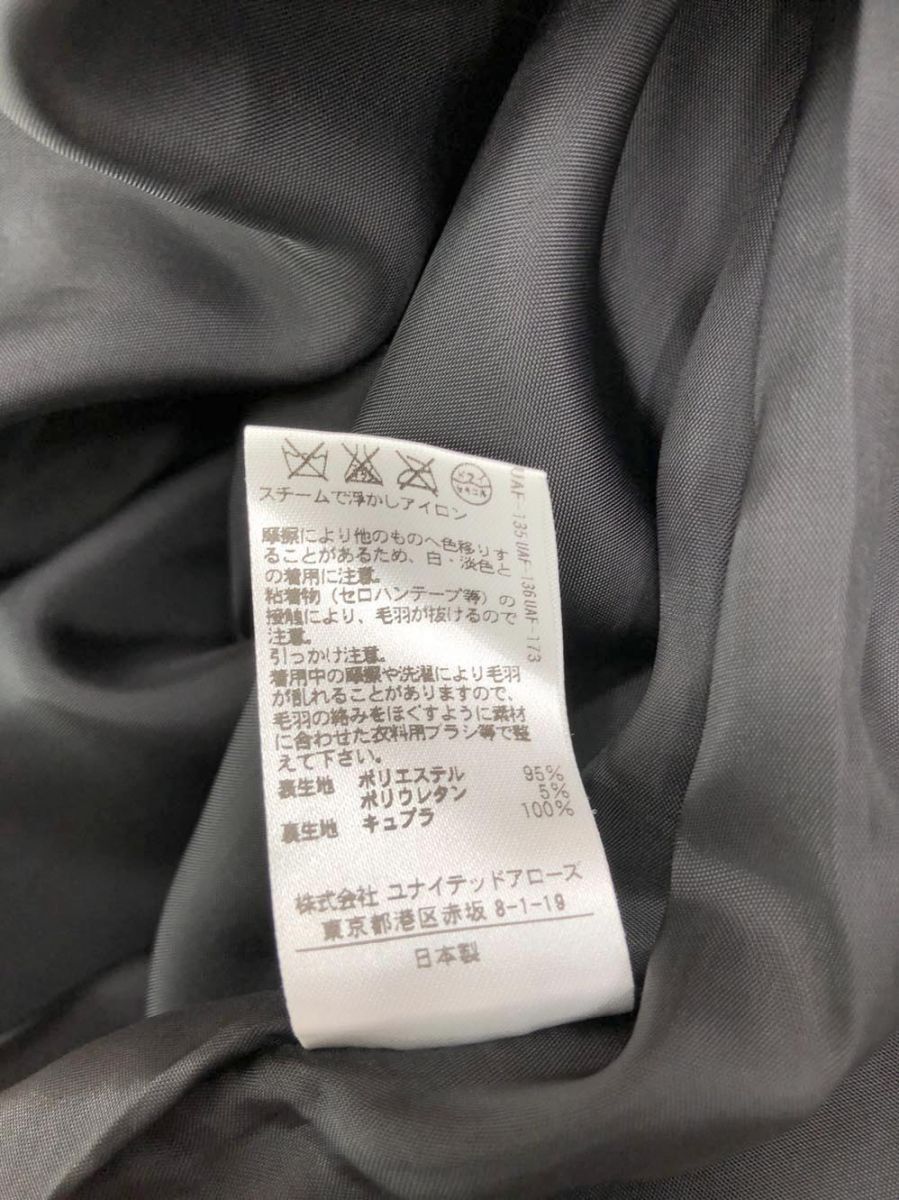 ドライ
セキユ系
スチームで浮かしアイロン
摩擦により他のものへ色移りす
ることがあるため、白・淡色と
の着用に注意。
粘着物（セロハンテープ等）の
接触により、毛羽が抜けるので
注意。
引っかけ注意。
着用中の摩擦や洗濯により毛羽
が乱れることがありますので、
毛羽の絡みをほぐすように素材
に合わせた衣料用ブラシ等で整
えて下さい。
表生地 ポリエステル 95%
ポリウレタン 5%
裏生地 キュプラ 100%
株式会社 ユナイテッドアローズ
東京都港区赤坂 8-1-19
日本製
UAF-135UAF-136UAF-173